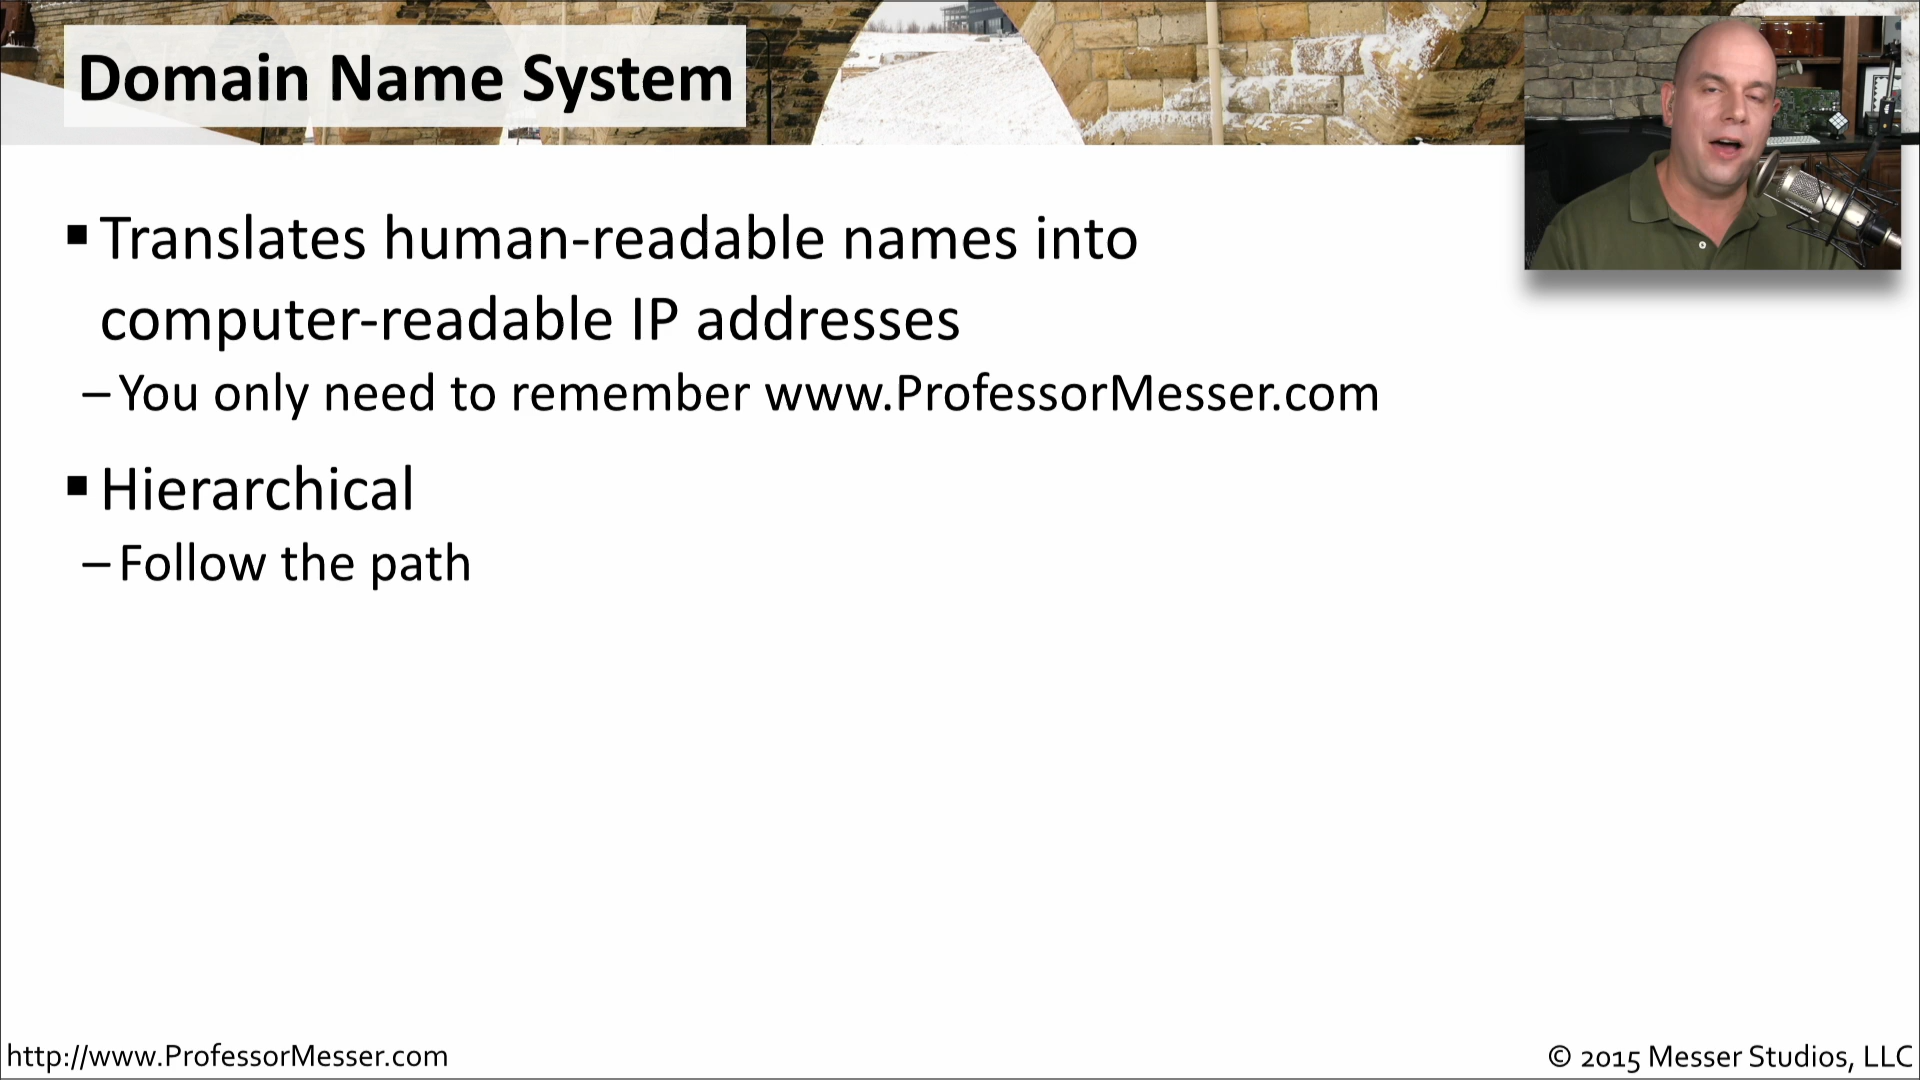 Domain Name System
▪ Translates human-readable names into
computer-readable IP addresses
– You only need to remember www.ProfessorMesser.com
▪ Hierarchical
– Follow the path
http://www.ProfessorMesser.com
© 2015 Messer Studios, LLC